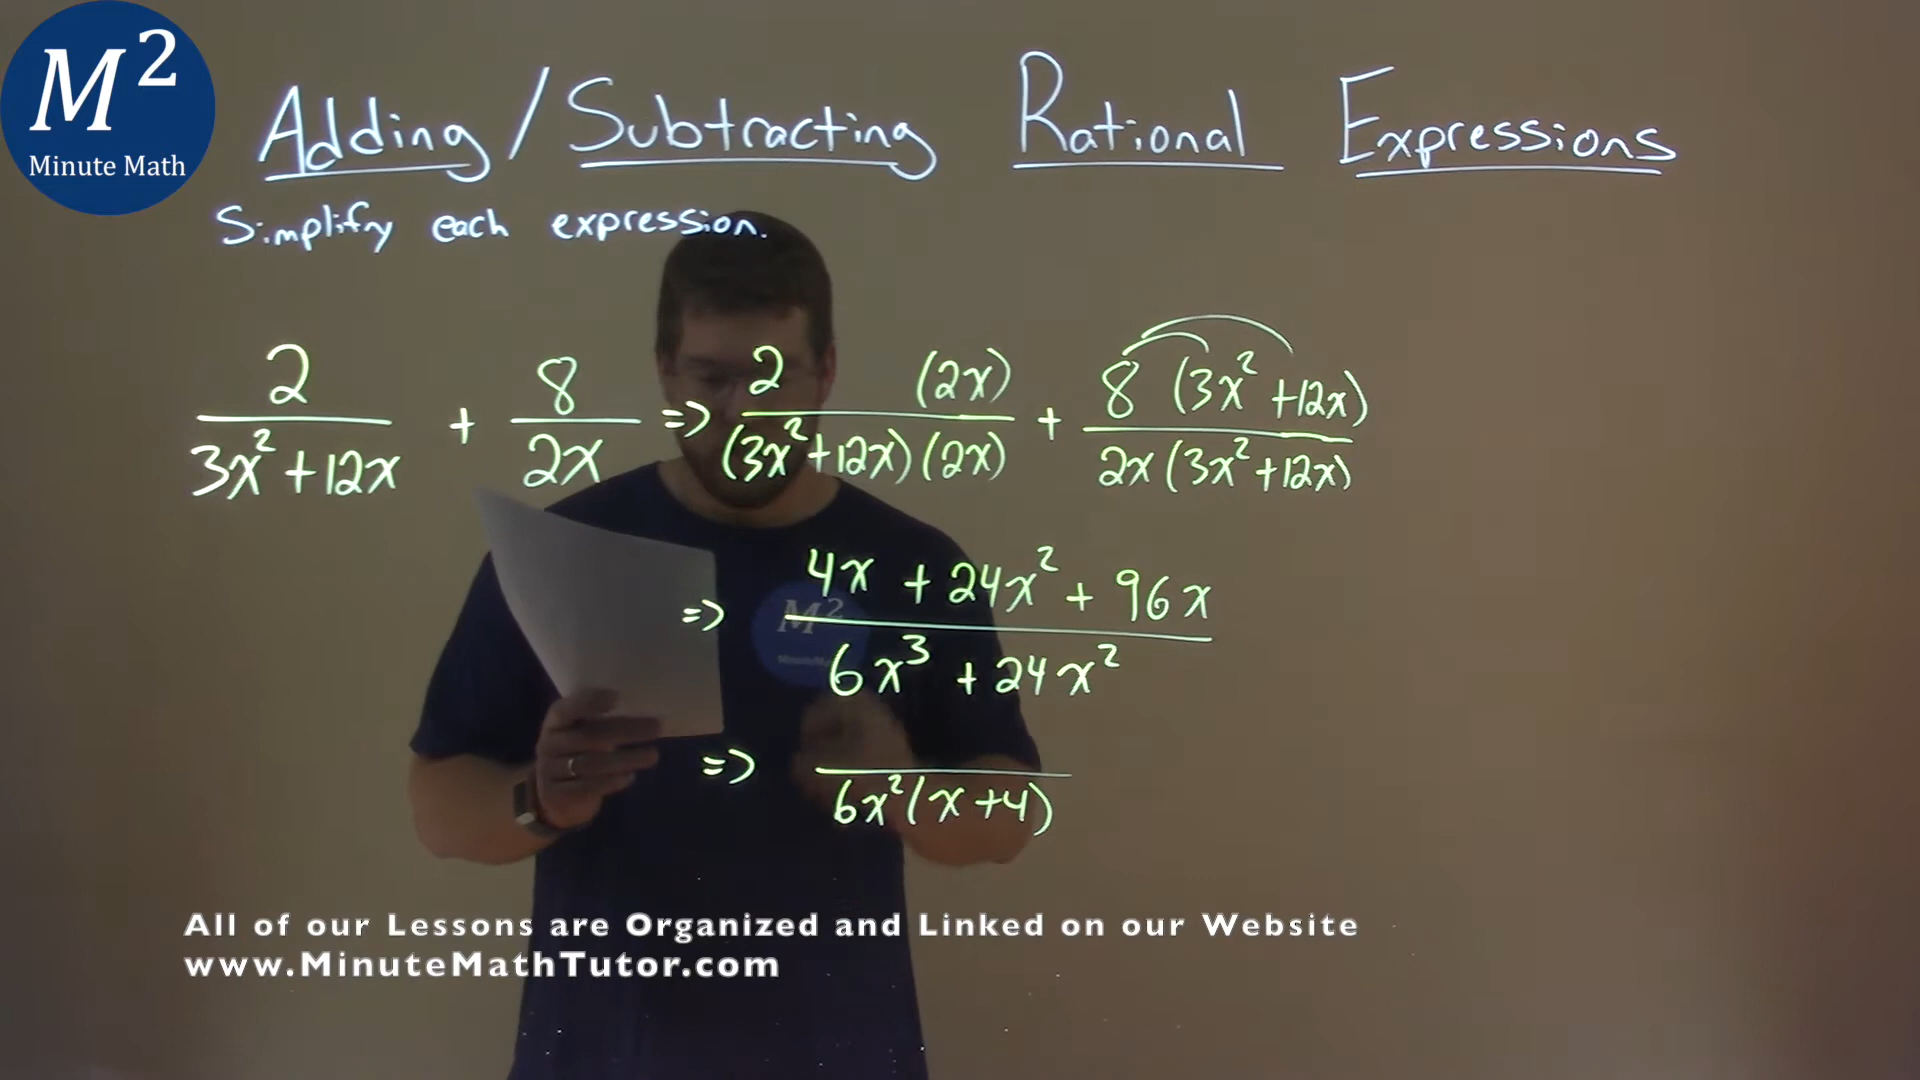 M²
Minute Math
Adding/Subtracting Rational Expressions
Simplify each expression.
2/(3x²+12x) + 8/2x => 2 (2x)/(3x²+12x)(2x) + 8 (3x²+12x)/2x(3x²+12x)
=> (4x + 24x² + 96x)/(6x³ + 24x²)
M²
=> /6x²(x+4)
All of our Lessons are Organized and Linked on our Website
www.MinuteMathTutor.com